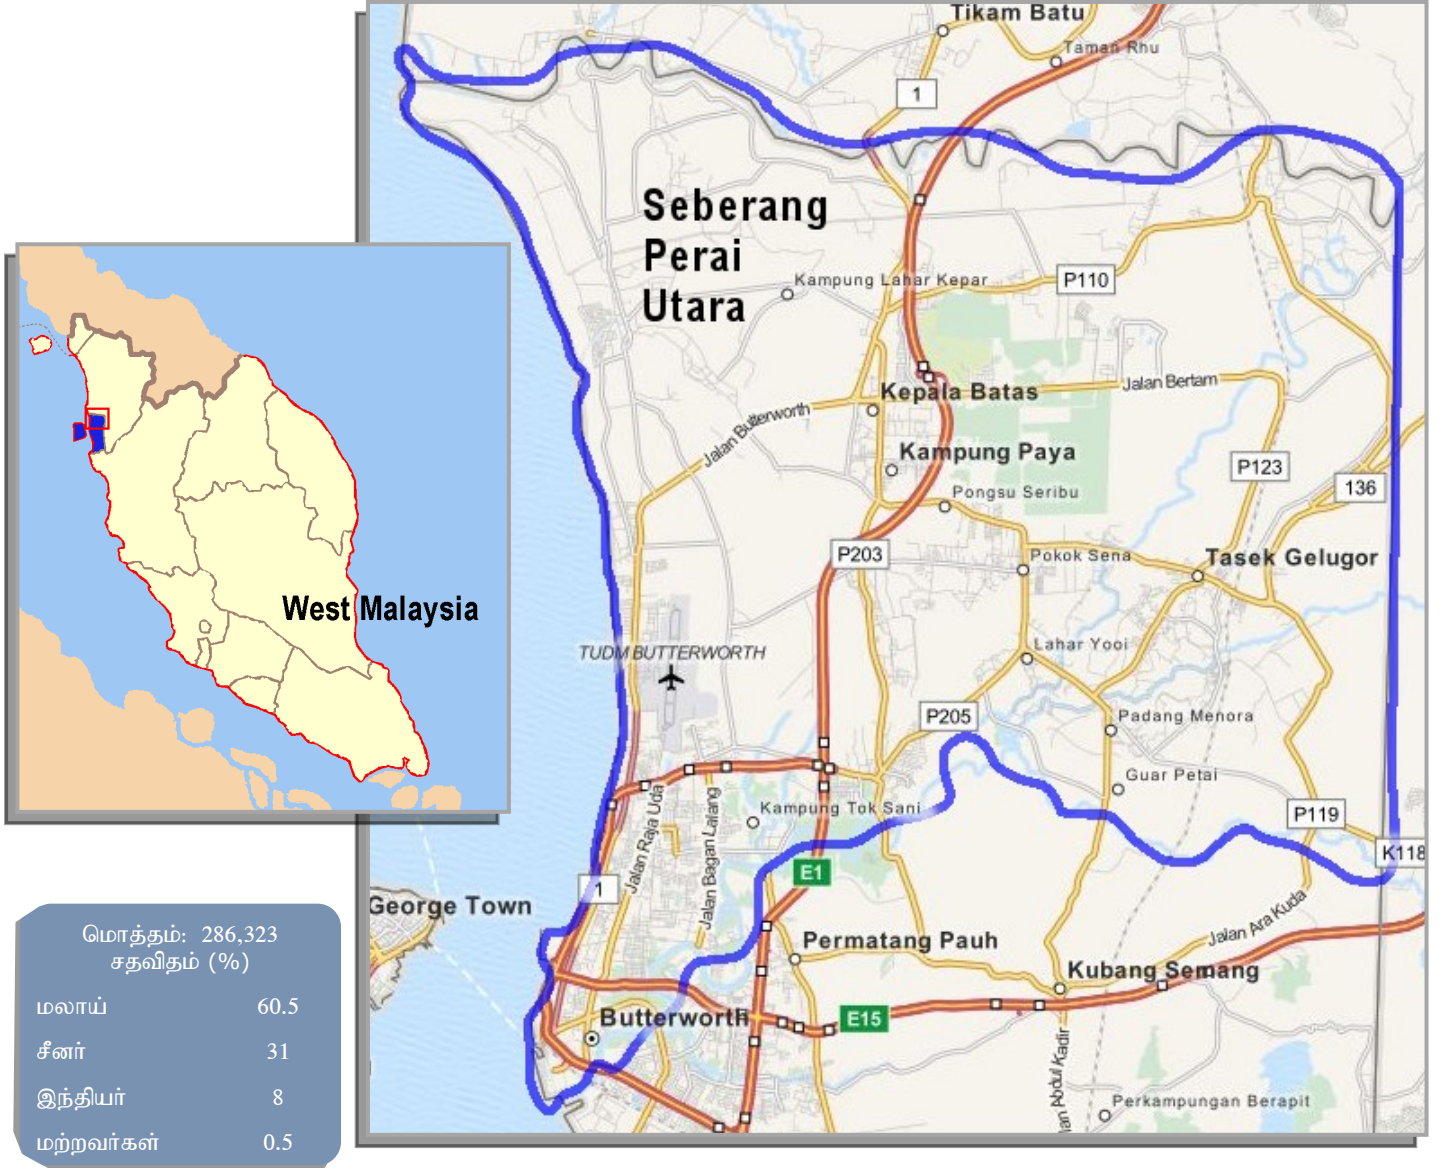 Tikam Batu
Taman Rhu
1
Seberang
Perai
Utara
Kampung Lahar Kepar
P110
Kepala Batas
Jalan Bertam
Jalan Butterworth
Kampung Paya
P123
136
Pongsu Seribu
P203
Pokok Sena
Tasek Gelugor
West Malaysia
TUDM BUTTERWORTH
Lahar Yooi
P205
Padang Menora
Guar Petai
Kampung Tok Sani
P119
K118
Jalan Raja Uda
Jalan Bagan Lalang
E1
1
George Town
Jalan Ara Kuda
Permatang Pauh
Kubang Semang
Butterworth
E15
an Abdul Kadir
Perkampungan Berapit
மொத்தம்: 286,323
சதவிதம் (%)
மலாய் 60.5
சீனர் 31
இந்தியர் 8
மற்றவர்கள் 0.5